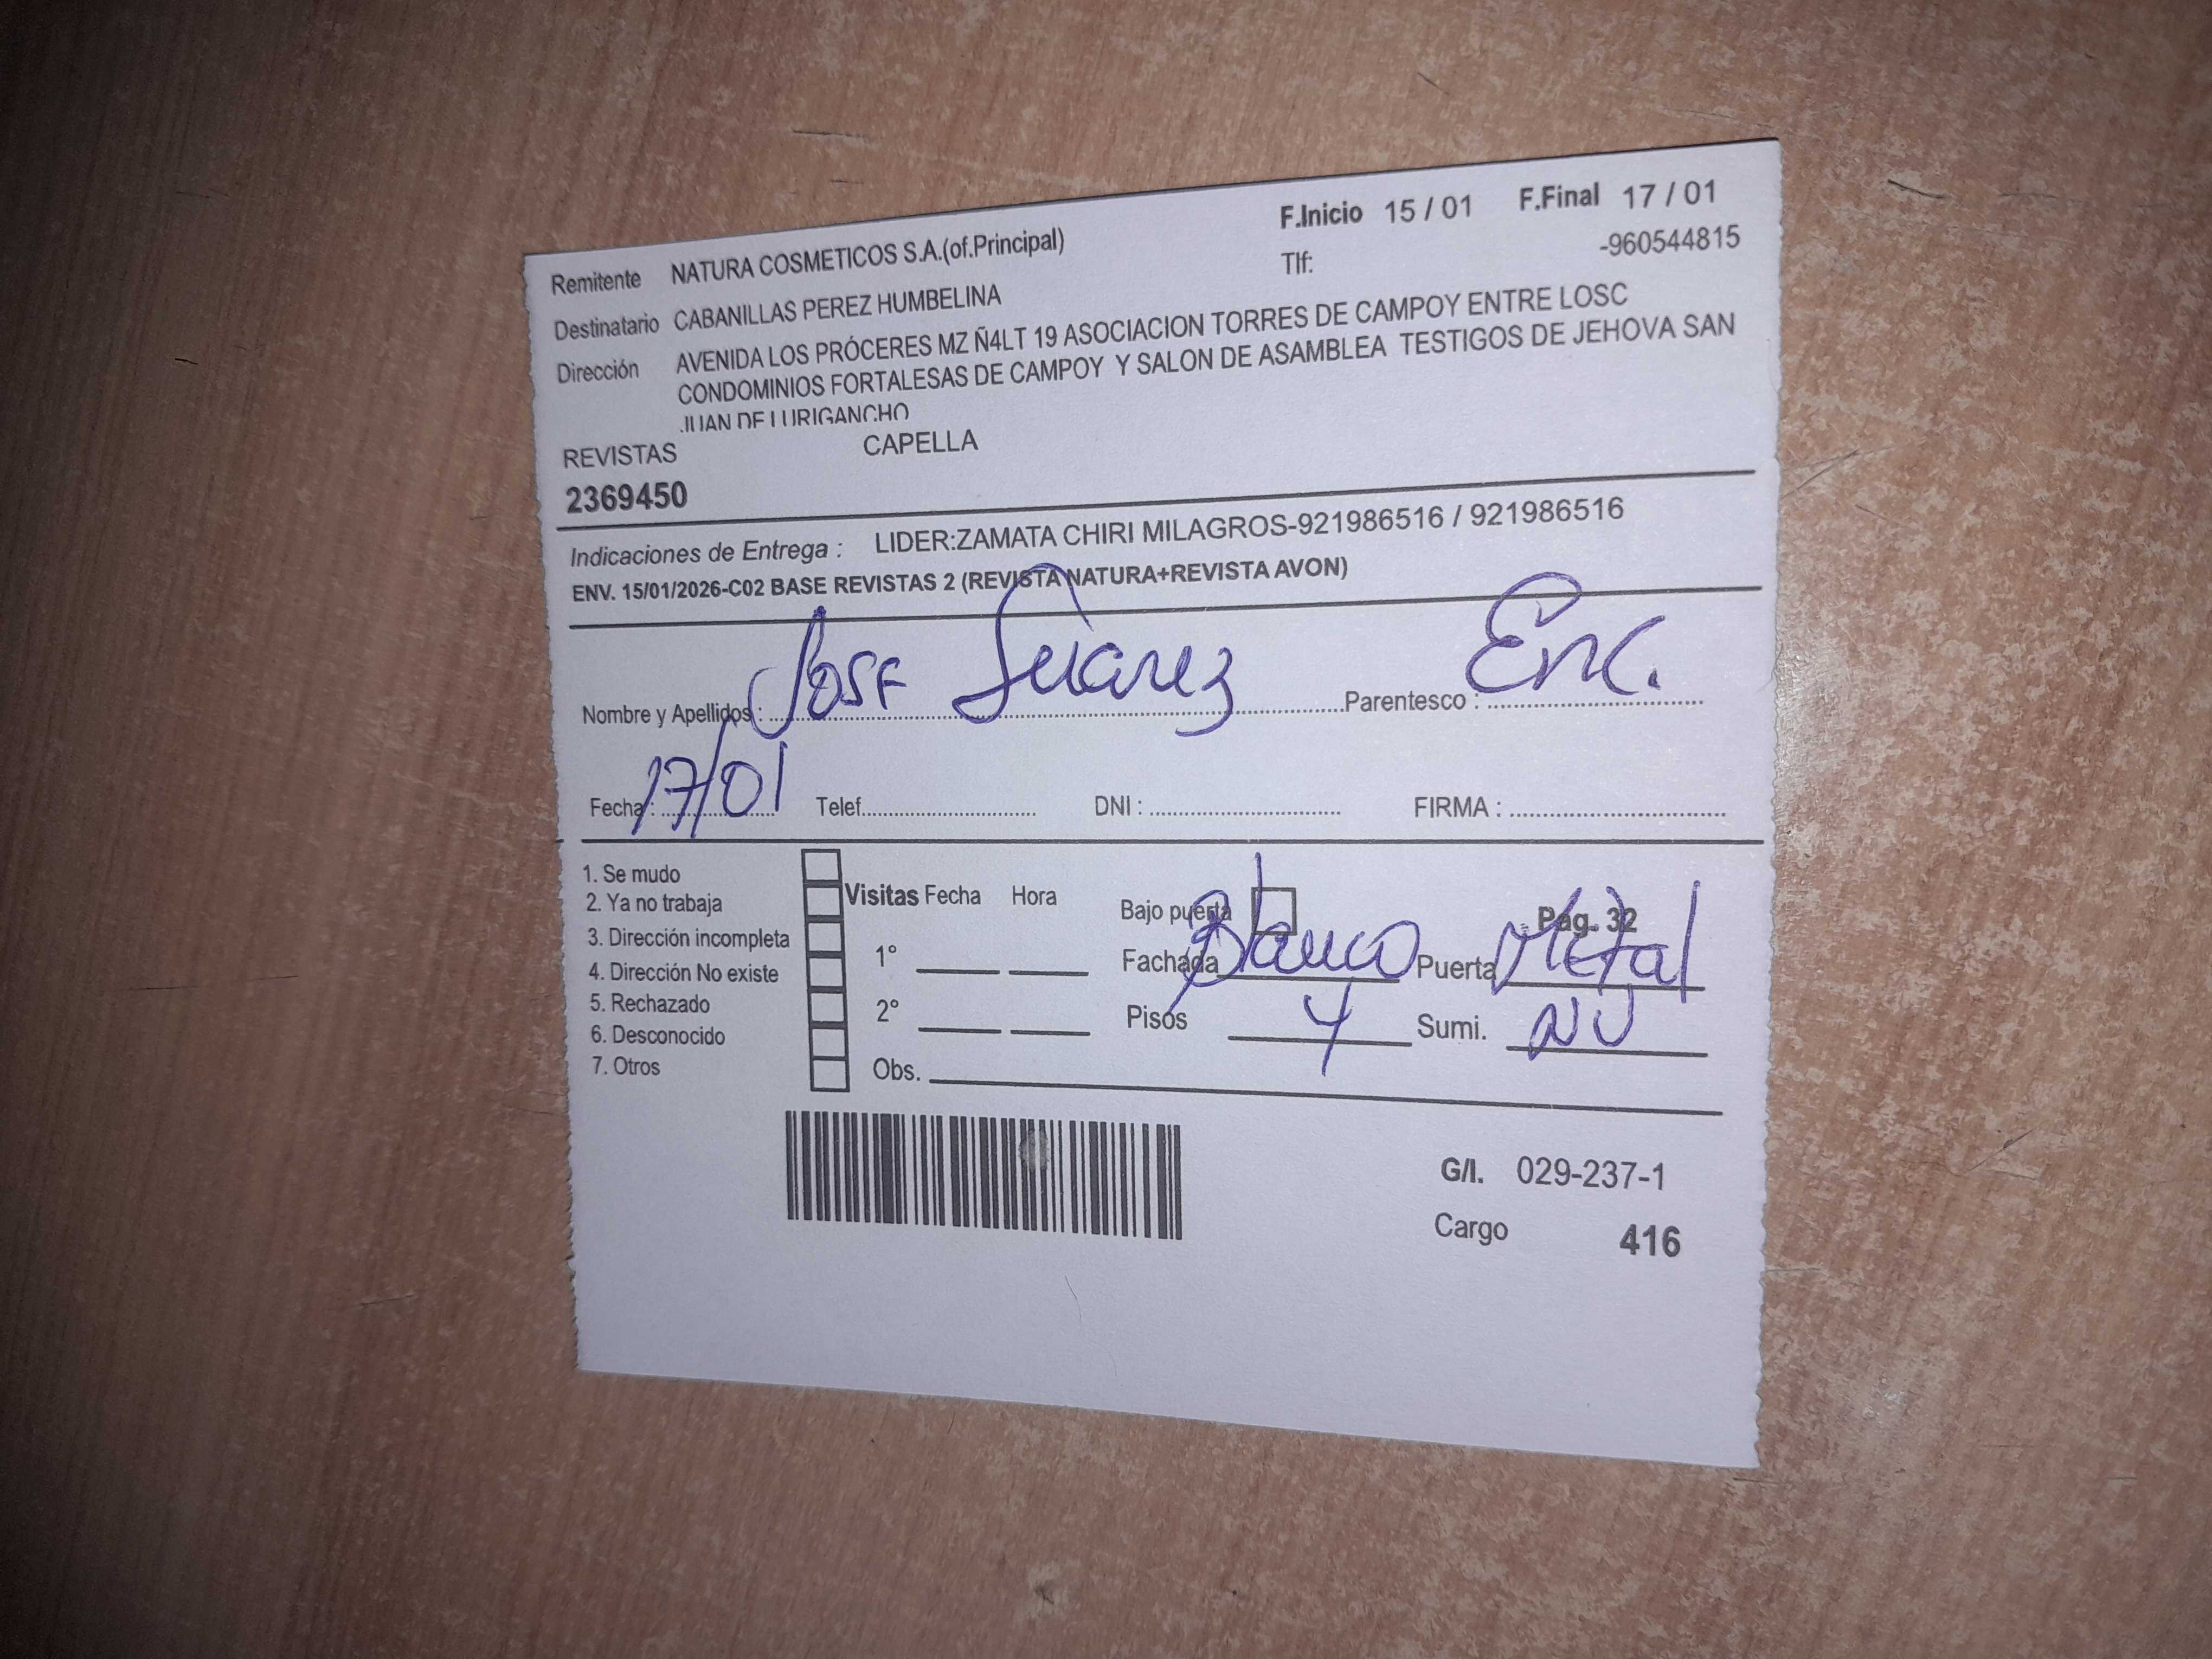 Remitente NATURA COSMETICOS S.A.(of.Principal) F.Inicio 15 / 01 F.Final 17 / 01
Tlf: -960544815
Destinatario CABANILLAS PEREZ HUMBELINA
Dirección AVENIDA LOS PRÓCERES MZ Ñ4LT 19 ASOCIACION TORRES DE CAMPOY ENTRE LOSC
CONDOMINIOS FORTALESAS DE CAMPOY Y SALON DE ASAMBLEA TESTIGOS DE JEHOVA SAN
JUAN DE LURIGANCHO
REVISTAS CAPELLA
2369450
Indicaciones de Entrega : LIDER:ZAMATA CHIRI MILAGROS-921986516 / 921986516
ENV. 15/01/2026-C02 BASE REVISTAS 2 (REVISTA NATURA+REVISTA AVON)
Nombre y Apellidos : Jose Suarez Parentesco : Enc.
Fecha : 17/01 Telef. DNI : FIRMA :
1. Se mudo
2. Ya no trabaja
3. Dirección incompleta
4. Dirección No existe
5. Rechazado
6. Desconocido
7. Otros
Visitas Fecha Hora
1°
2°
Obs.
Bajo puerta Pag. 32
Fachada Blanco Puerta Metal
Pisos 4 Sumi. NV
G/I. 029-237-1
Cargo 416